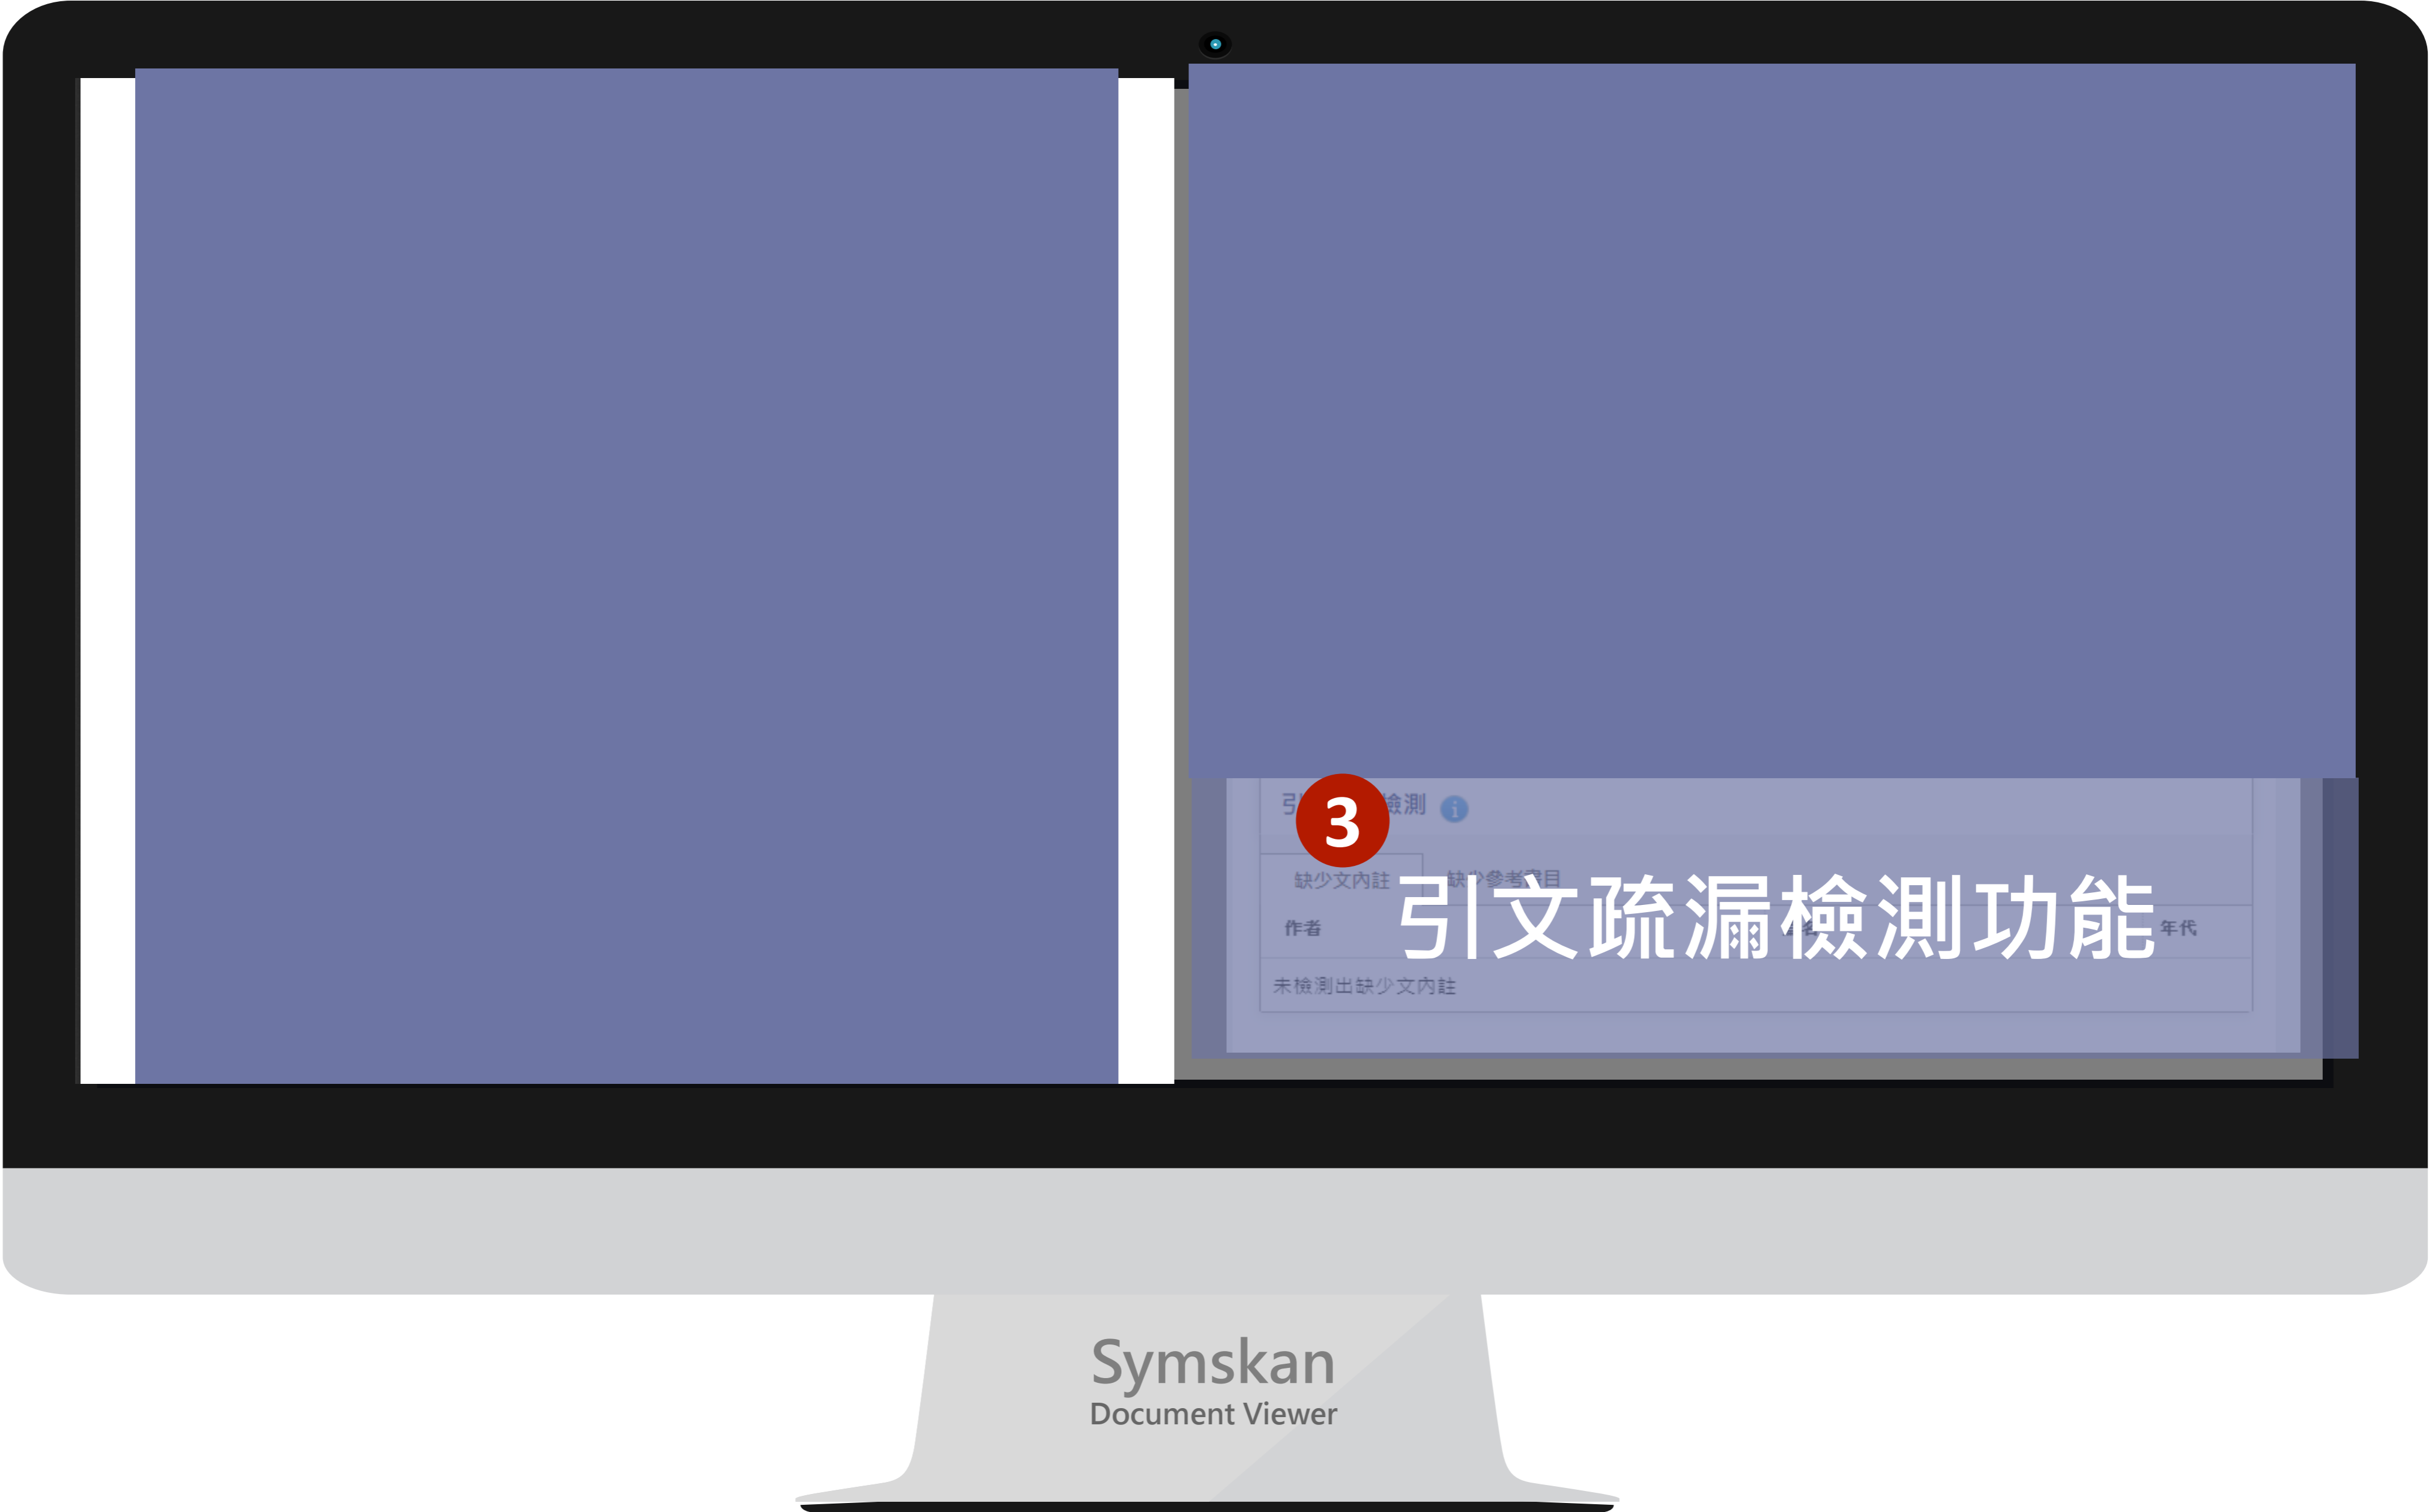 3
檢測
缺少文內註
引文疏漏檢測功能
作者
年代
未檢測出缺少文內註
Symskan
Document Viewer